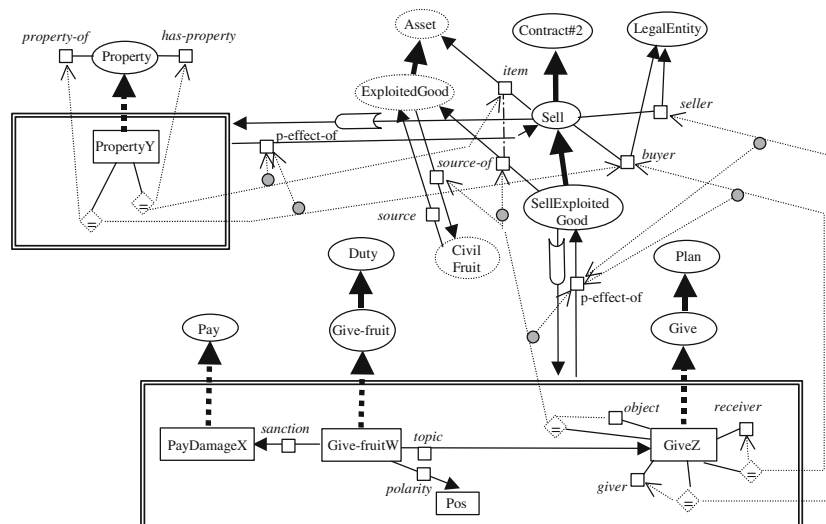 property-of
has-property
Property
Asset
Contract#2
LegalEntity
item
ExploitedGood
Sell
seller
p-effect-of
PropertyY
source-of
buyer
=
=
source
SellExploited
Good
Civil
Fruit
Duty
Plan
p-effect-of
Pay
Give-fruit
Give
object
receiver
sanction
topic
=
PayDamageX
Give-fruitW
GiveZ
polarity
giver
=
=
Pos